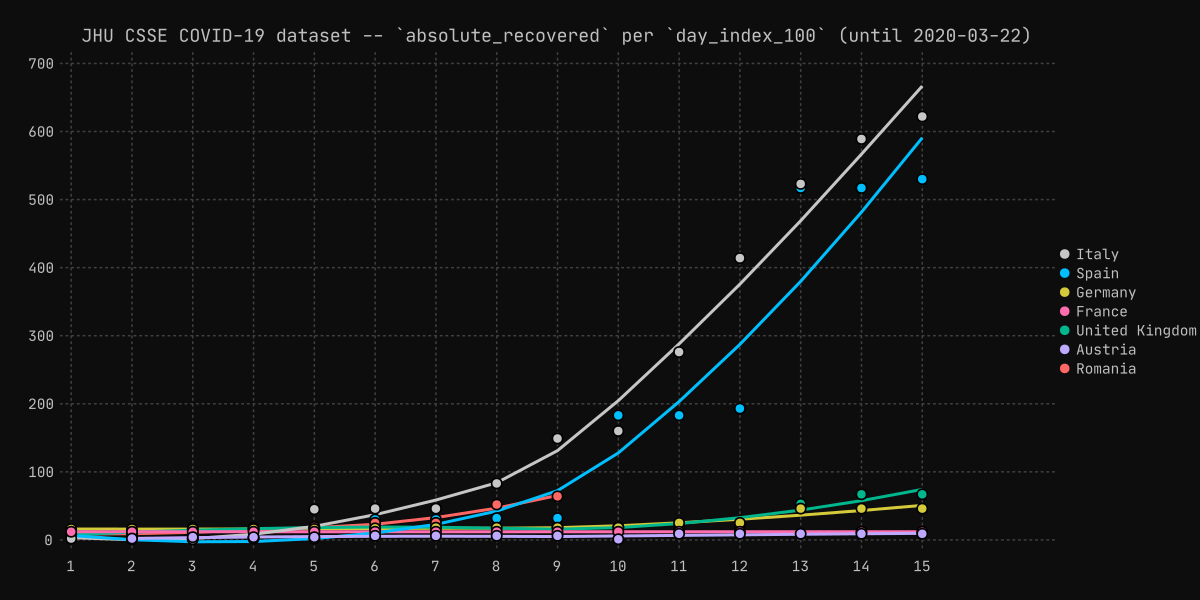 JHU CSSE COVID-19 dataset -- `absolute_recovered` per `day_index_100` (until 2020-03-22)
700
600
500
400
300
200
100
0
1 2 3 4 5 6 7 8 9 10 11 12 13 14 15
Italy
Spain
Germany
France
United Kingdom
Austria
Romania